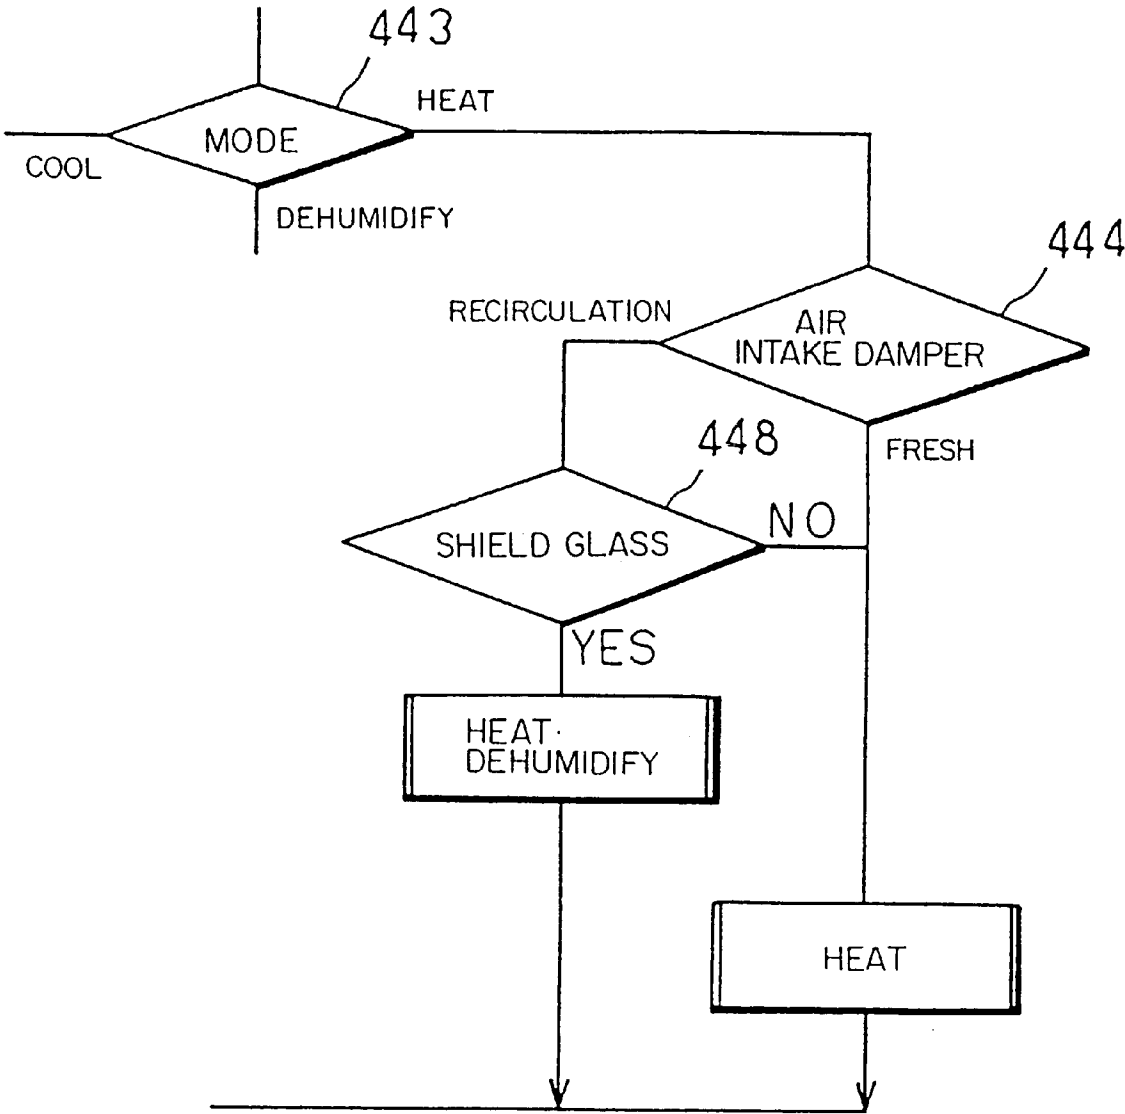 443
HEAT
MODE
COOL
DEHUMIDIFY
444
RECIRCULATION
AIR
INTAKE DAMPER
448
FRESH
NO
SHIELD GLASS
YES
HEAT·
DEHUMIDIFY
HEAT